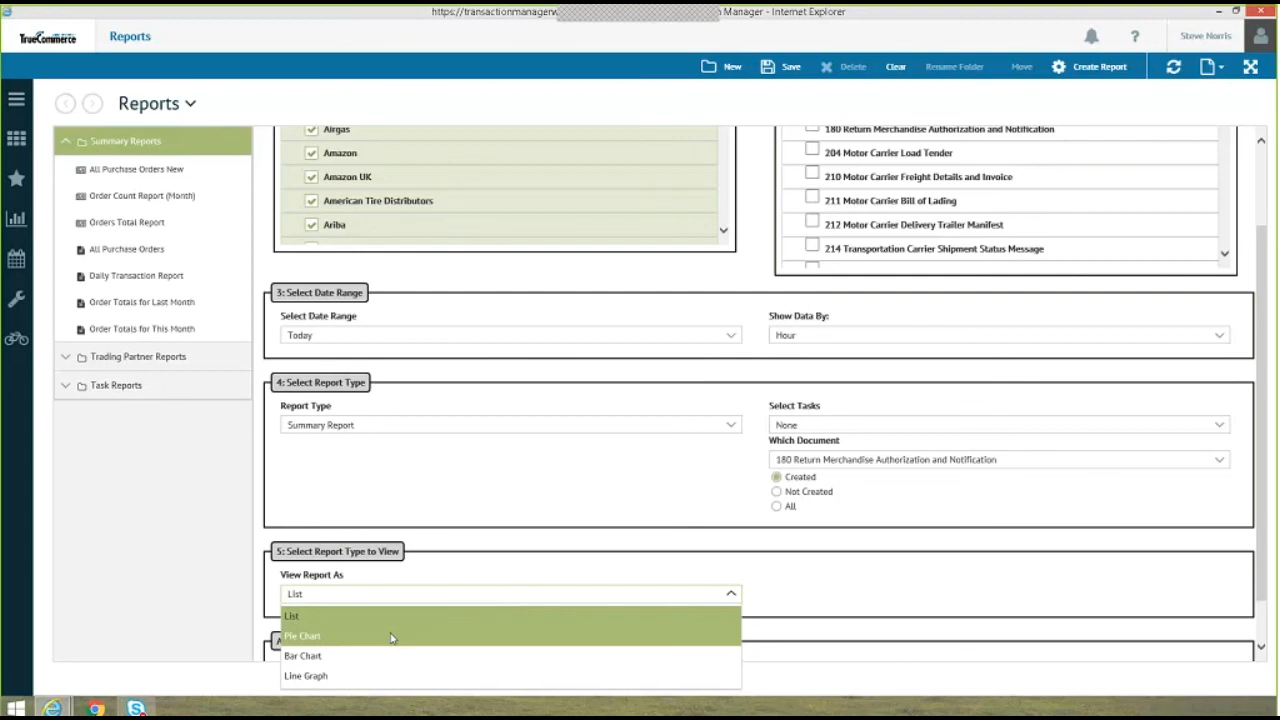 https://transactionmanagerw
Manager - Internet Explorer
TrueCommerce
Reports
?
Steve Norris
New
Save
Delete
Clear
Rename Folder
Move
Create Report
Reports
Summary Reports
All Purchase Orders New
Order Count Report (Month)
Orders Total Report
All Purchase Orders
Daily Transaction Report
Order Totals for Last Month
Order Totals for This Month
Trading Partner Reports
Task Reports
Airgas
Amazon
Amazon UK
American Tire Distributors
Ariba
180 Return Merchandise Authorization and Notification
204 Motor Carrier Load Tender
210 Motor Carrier Freight Details and Invoice
211 Motor Carrier Bill of Lading
212 Motor Carrier Delivery Trailer Manifest
214 Transportation Carrier Shipment Status Message
3: Select Date Range
Select Date Range
Today
Show Data By:
Hour
4: Select Report Type
Report Type
Summary Report
Select Tasks
None
Which Document
180 Return Merchandise Authorization and Notification
Created
Not Created
All
5: Select Report Type to View
View Report As
List
List
Pie Chart
Bar Chart
Line Graph